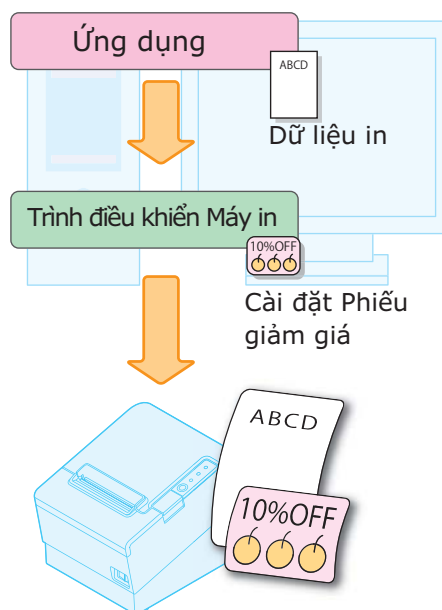 Ứng dụng
ABCD
Dữ liệu in
Trình điều khiển Máy in
10%OFF
Cài đặt Phiếu
giảm giá
ABCD
10%OFF